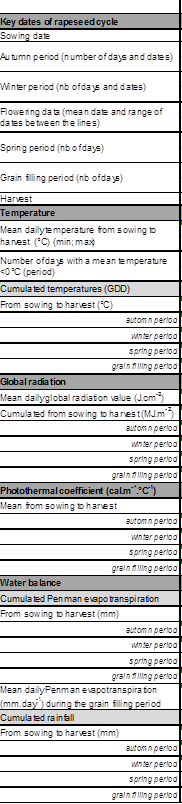 Key dates of rapeseed cycle
Sowing date
Autumn period (number of days and dates)
Winter period (nb of days and dates)
Flowering data (mean date and range of
dates between the lines)
Spring period (nb of days)
Grain filling period (nb of days)
Harvest
Temperature
Mean daily temperature from sowing to
harvest (°C) (min; max)
Number of days with a mean temperature
<0°C (period)
Cumulated temperatures (GDD)
From sowing to harvest (°C)
automn period
winter period
spring period
grain filling period
Global radiation
Mean daily global radiation value (J.cm⁻²)
Cumulated from sowing to harvest (MJ.m⁻²)
automn period
winter period
spring period
grain filling period
Photothermal coefficient (cal.m⁻².°C⁻¹)
Mean from sowing to harvest
automn period
winter period
spring period
grain filling period
Water balance
Cumulated Penman evapotranspiration
From sowing to harvest (mm)
automn period
winter period
spring period
grain filling period
Mean daily Penman evapotranspiration
(mm.day⁻¹) during the grain filling period
Cumulated rainfall
From sowing to harvest (mm)
automn period
winter period
spring period
grain filling period